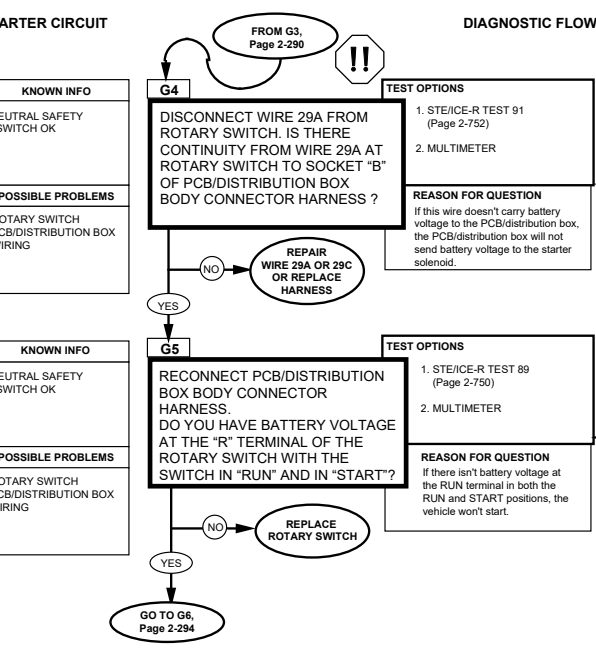 ARTER CIRCUIT
DIAGNOSTIC FLOW
FROM G3,
Page 2-290
!!
KNOWN INFO
EUTRAL SAFETY
SWITCH OK
POSSIBLE PROBLEMS
OTARY SWITCH
CB/DISTRIBUTION BOX
IRING
G4
DISCONNECT WIRE 29A FROM
ROTARY SWITCH. IS THERE
CONTINUITY FROM WIRE 29A AT
ROTARY SWITCH TO SOCKET “B”
OF PCB/DISTRIBUTION BOX
BODY CONNECTOR HARNESS ?
TEST OPTIONS
1. STE/ICE-R TEST 91
(Page 2-752)
2. MULTIMETER
REASON FOR QUESTION
If this wire doesn't carry battery
voltage to the PCB/distribution box,
the PCB/distribution box will not
send battery voltage to the starter
solenoid.
NO
REPAIR
WIRE 29A OR 29C
OR REPLACE
HARNESS
YES
KNOWN INFO
EUTRAL SAFETY
SWITCH OK
POSSIBLE PROBLEMS
OTARY SWITCH
CB/DISTRIBUTION BOX
IRING
G5
RECONNECT PCB/DISTRIBUTION
BOX BODY CONNECTOR
HARNESS.
DO YOU HAVE BATTERY VOLTAGE
AT THE “R” TERMINAL OF THE
ROTARY SWITCH WITH THE
SWITCH IN “RUN” AND IN “START”?
TEST OPTIONS
1. STE/ICE-R TEST 89
(Page 2-750)
2. MULTIMETER
REASON FOR QUESTION
If there isn't battery voltage at
the RUN terminal in both the
RUN and START positions, the
vehicle won't start.
NO
REPLACE
ROTARY SWITCH
YES
GO TO G6,
Page 2-294